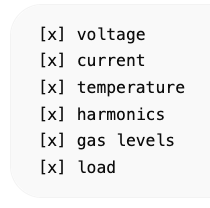 [x] voltage
[x] current
[x] temperature
[x] harmonics
[x] gas levels
[x] load